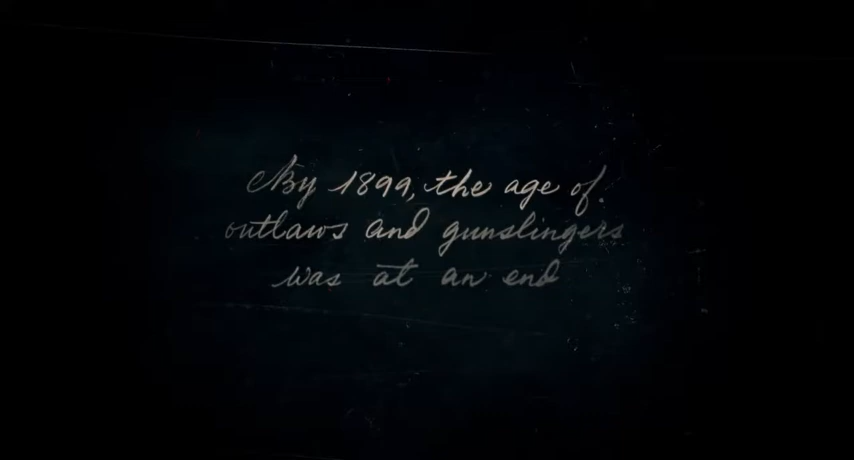 By 1899, the age of
outlaws and gunslingers
was at an end